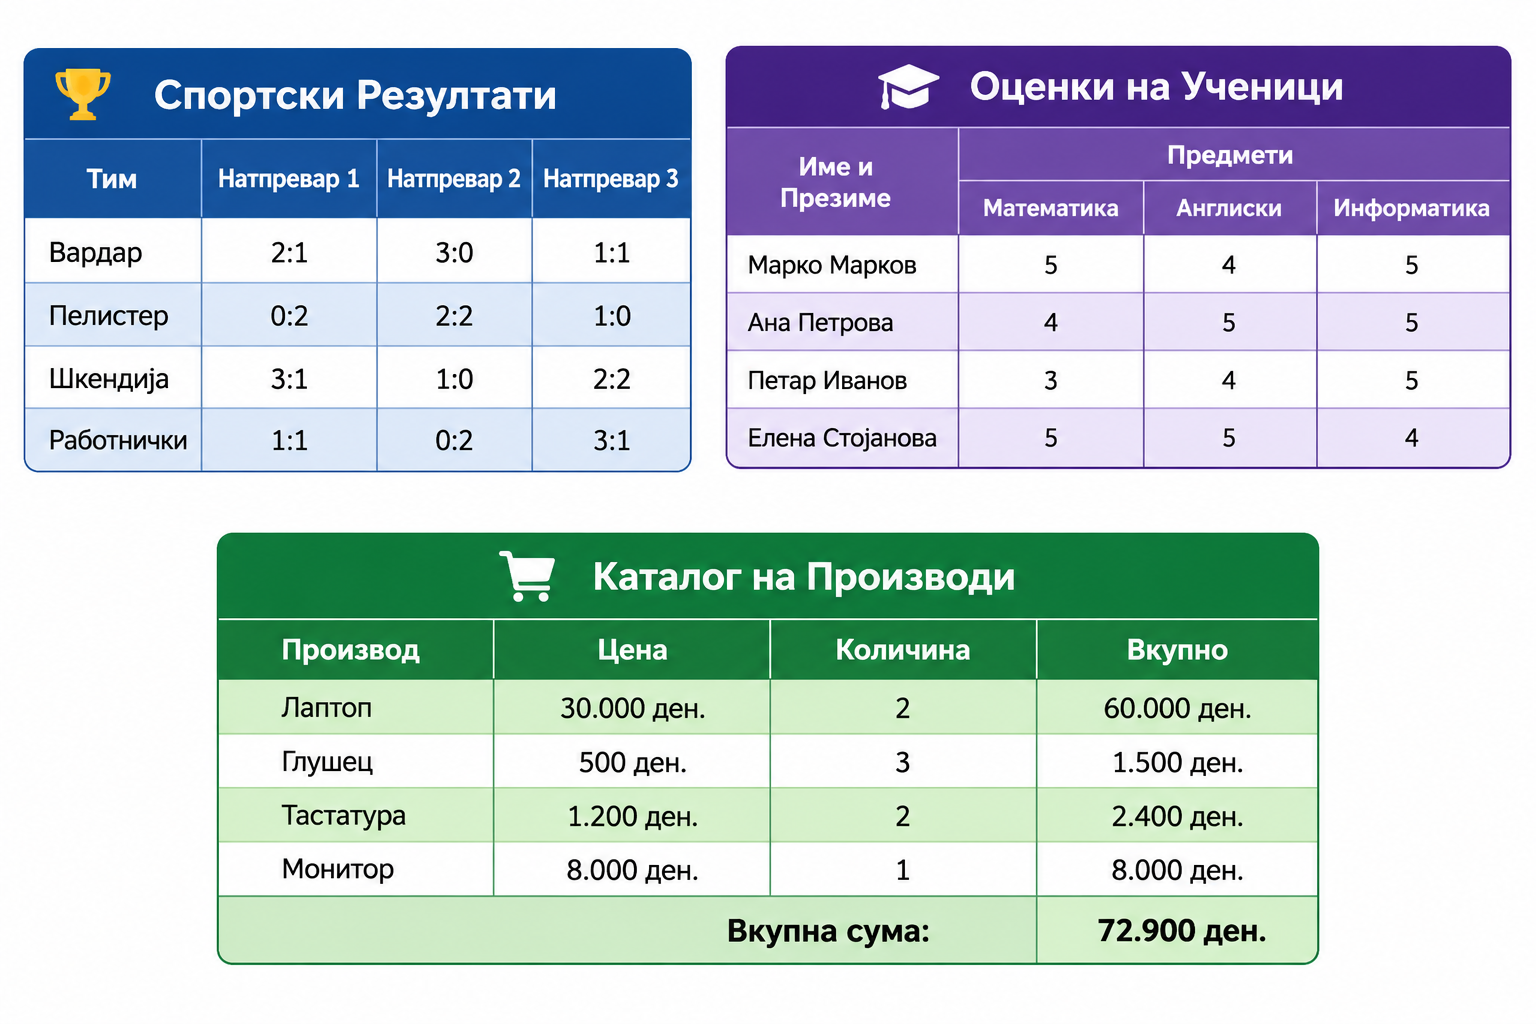 Спортски Резултати
Тим Натпревар 1 Натпревар 2 Натпревар 3
Вардар 2:1 3:0 1:1
Пелистер 0:2 2:2 1:0
Шкендија 3:1 1:0 2:2
Работнички 1:1 0:2 3:1
Оценки на Ученици
Име и
Презиме
Предмети
Математика Англиски Информатика
Марко Марков 5 4 5
Ана Петрова 4 5 5
Петар Иванов 3 4 5
Елена Стојанова 5 5 4
Каталог на Производи
Производ Цена Количина Вкупно
Лаптоп 30.000 ден. 2 60.000 ден.
Глушец 500 ден. 3 1.500 ден.
Тастатура 1.200 ден. 2 2.400 ден.
Монитор 8.000 ден. 1 8.000 ден.
Вкупна сума: 72.900 ден.